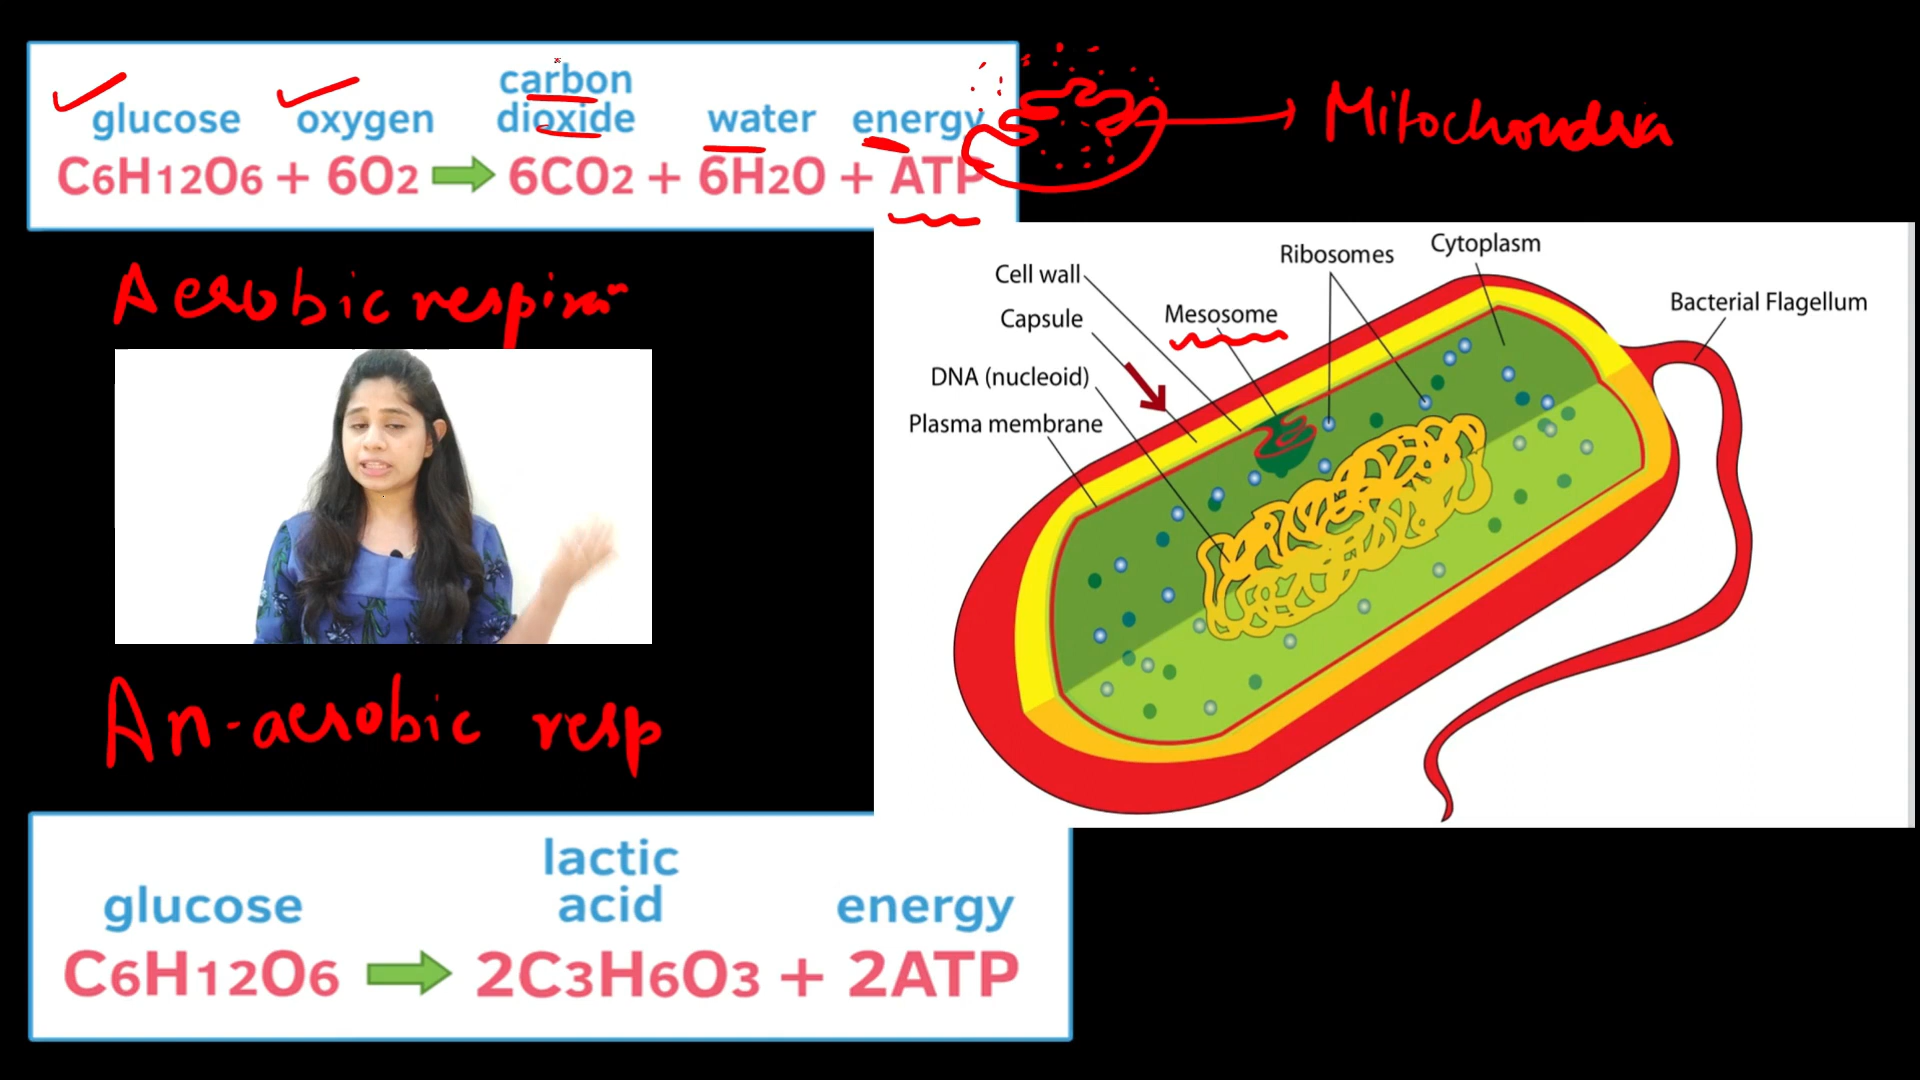 carbon
glucose oxygen dioxide water energy
C6H12O6 + 6O2 6CO2 + 6H2O + ATP
Mitochondria
Aerobic respira
Cell wall
Capsule
Mesosome
Ribosomes
Cytoplasm
Bacterial Flagellum
DNA (nucleoid)
Plasma membrane
An-aerobic resp
lactic
glucose acid energy
C6H12O6 2C3H6O3 + 2ATP